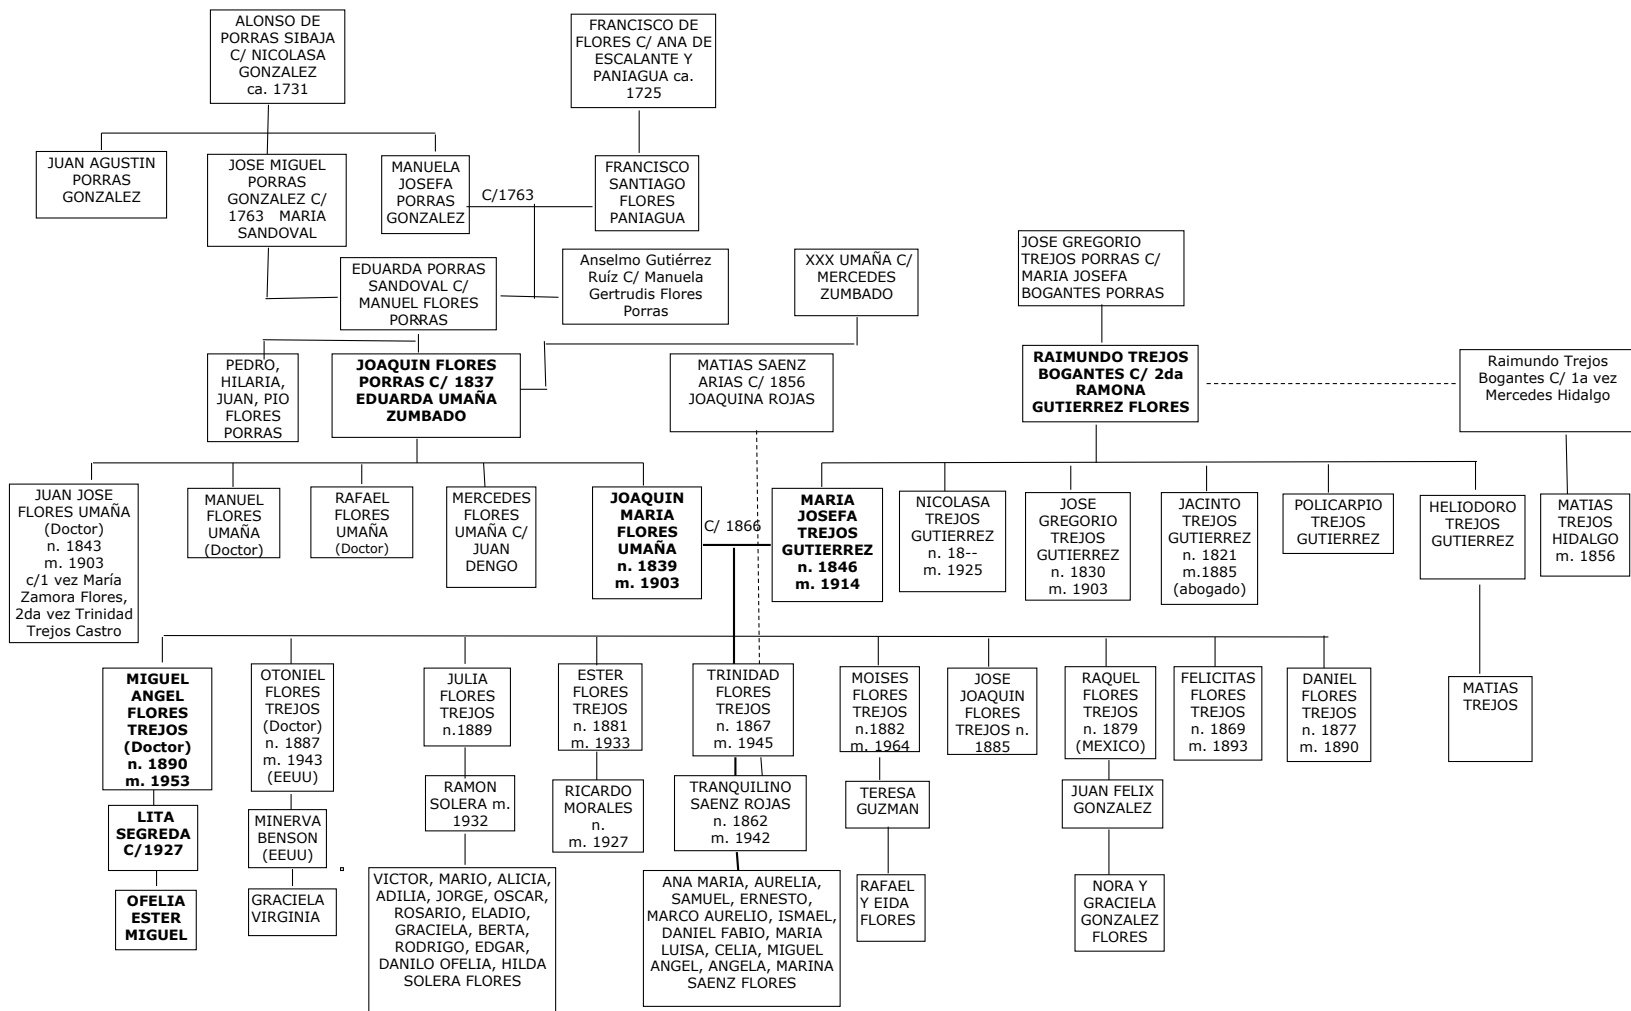 ALONSO DE
PORRAS SIBAJA
C/ NICOLASA
GONZALEZ
ca. 1731
FRANCISCO DE
FLORES C/ ANA DE
ESCALANTE Y
PANIAGUA ca.
1725
JUAN AGUSTIN
PORRAS
GONZALEZ
JOSE MIGUEL
PORRAS
GONZALEZ C/
1763 MARIA
SANDOVAL
MANUELA
JOSEFA
PORRAS
GONZALEZ
C/1763
FRANCISCO
SANTIAGO
FLORES
PANIAGUA
EDUARDA PORRAS
SANDOVAL C/
MANUEL FLORES
PORRAS
Anselmo Gutiérrez
Ruíz C/ Manuela
Gertrudis Flores
Porras
XXX UMAÑA C/
MERCEDES
ZUMBADO
JOSE GREGORIO
TREJOS PORRAS C/
MARIA JOSEFA
BOGANTES PORRAS
PEDRO,
HILARIA,
JUAN, PIO
FLORES
PORRAS
JOAQUIN FLORES
PORRAS C/ 1837
EDUARDA UMAÑA
ZUMBADO
MATIAS SAENZ
ARIAS C/ 1856
JOAQUINA ROJAS
RAIMUNDO TREJOS
BOGANTES C/ 2da
RAMONA
GUTIERREZ FLORES
Raimundo Trejos
Bogantes C/ 1a vez
Mercedes Hidalgo
JUAN JOSE
FLORES UMAÑA
(Doctor)
n. 1843
m. 1903
c/1 vez María
Zamora Flores,
2da vez Trinidad
Trejos Castro
MANUEL
FLORES
UMAÑA
(Doctor)
RAFAEL
FLORES
UMAÑA
(Doctor)
MERCEDES
FLORES
UMAÑA C/
JUAN
DENGO
JOAQUIN
MARIA
FLORES
UMAÑA
n. 1839
m. 1903
C/ 1866
MARIA
JOSEFA
TREJOS
GUTIERREZ
n. 1846
m. 1914
NICOLASA
TREJOS
GUTIERREZ
n. 18--
m. 1925
JOSE
GREGORIO
TREJOS
GUTIERREZ
n. 1830
m. 1903
JACINTO
TREJOS
GUTIERREZ
n. 1821
m.1885
(abogado)
POLICARPIO
TREJOS
GUTIERREZ
HELIODORO
TREJOS
GUTIERREZ
MATIAS
TREJOS
HIDALGO
m. 1856
MIGUEL
ANGEL
FLORES
TREJOS
(Doctor)
n. 1890
m. 1953
OTONIEL
FLORES
TREJOS
(Doctor)
n. 1887
m. 1943
(EEUU)
JULIA
FLORES
TREJOS
n.1889
ESTER
FLORES
TREJOS
n. 1881
m. 1933
TRINIDAD
FLORES
TREJOS
n. 1867
m. 1945
MOISES
FLORES
TREJOS
n.1882
m. 1964
JOSE
JOAQUIN
FLORES
TREJOS n.
1885
RAQUEL
FLORES
TREJOS
n. 1879
(MEXICO)
FELICITAS
FLORES
TREJOS
n. 1869
m. 1893
DANIEL
FLORES
TREJOS
n. 1877
m. 1890
MATIAS
TREJOS
LITA
SEGREDA
C/1927
MINERVA
BENSON
(EEUU)
RAMON
SOLERA m.
1932
RICARDO
MORALES
n.
m. 1927
TRANQUILINO
SAENZ ROJAS
n. 1862
m. 1942
TERESA
GUZMAN
JUAN FELIX
GONZALEZ
OFELIA
ESTER
MIGUEL
GRACIELA
VIRGINIA
VICTOR, MARIO, ALICIA,
ADILIA, JORGE, OSCAR,
ROSARIO, ELADIO,
GRACIELA, BERTA,
RODRIGO, EDGAR,
DANILO OFELIA, HILDA
SOLERA FLORES
ANA MARIA, AURELIA,
SAMUEL, ERNESTO,
MARCO AURELIO, ISMAEL,
DANIEL FABIO, MARIA
LUISA, CELIA, MIGUEL
ANGEL, ANGELA, MARINA
SAENZ FLORES
RAFAEL
Y EIDA
FLORES
NORA Y
GRACIELA
GONZALEZ
FLORES